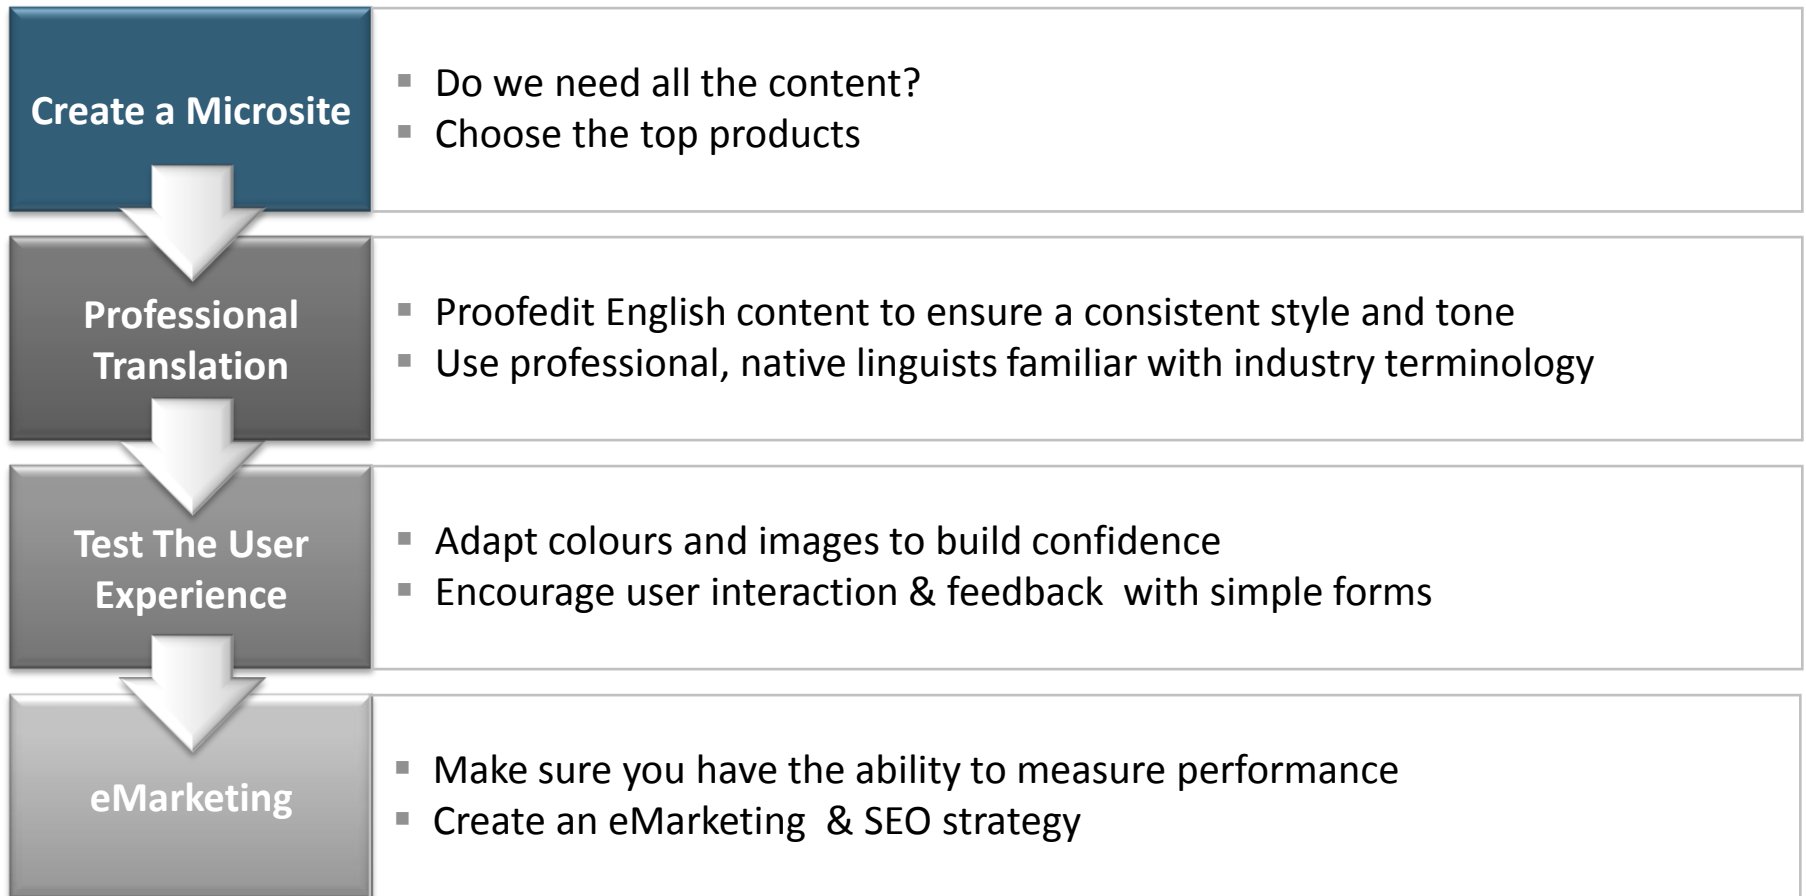 Create a Microsite
▪ Do we need all the content?
▪ Choose the top products
Professional
Translation
▪ Proofedit English content to ensure a consistent style and tone
▪ Use professional, native linguists familiar with industry terminology
Test The User
Experience
▪ Adapt colours and images to build confidence
▪ Encourage user interaction & feedback  with simple forms
eMarketing
▪ Make sure you have the ability to measure performance
▪ Create an eMarketing  & SEO strategy